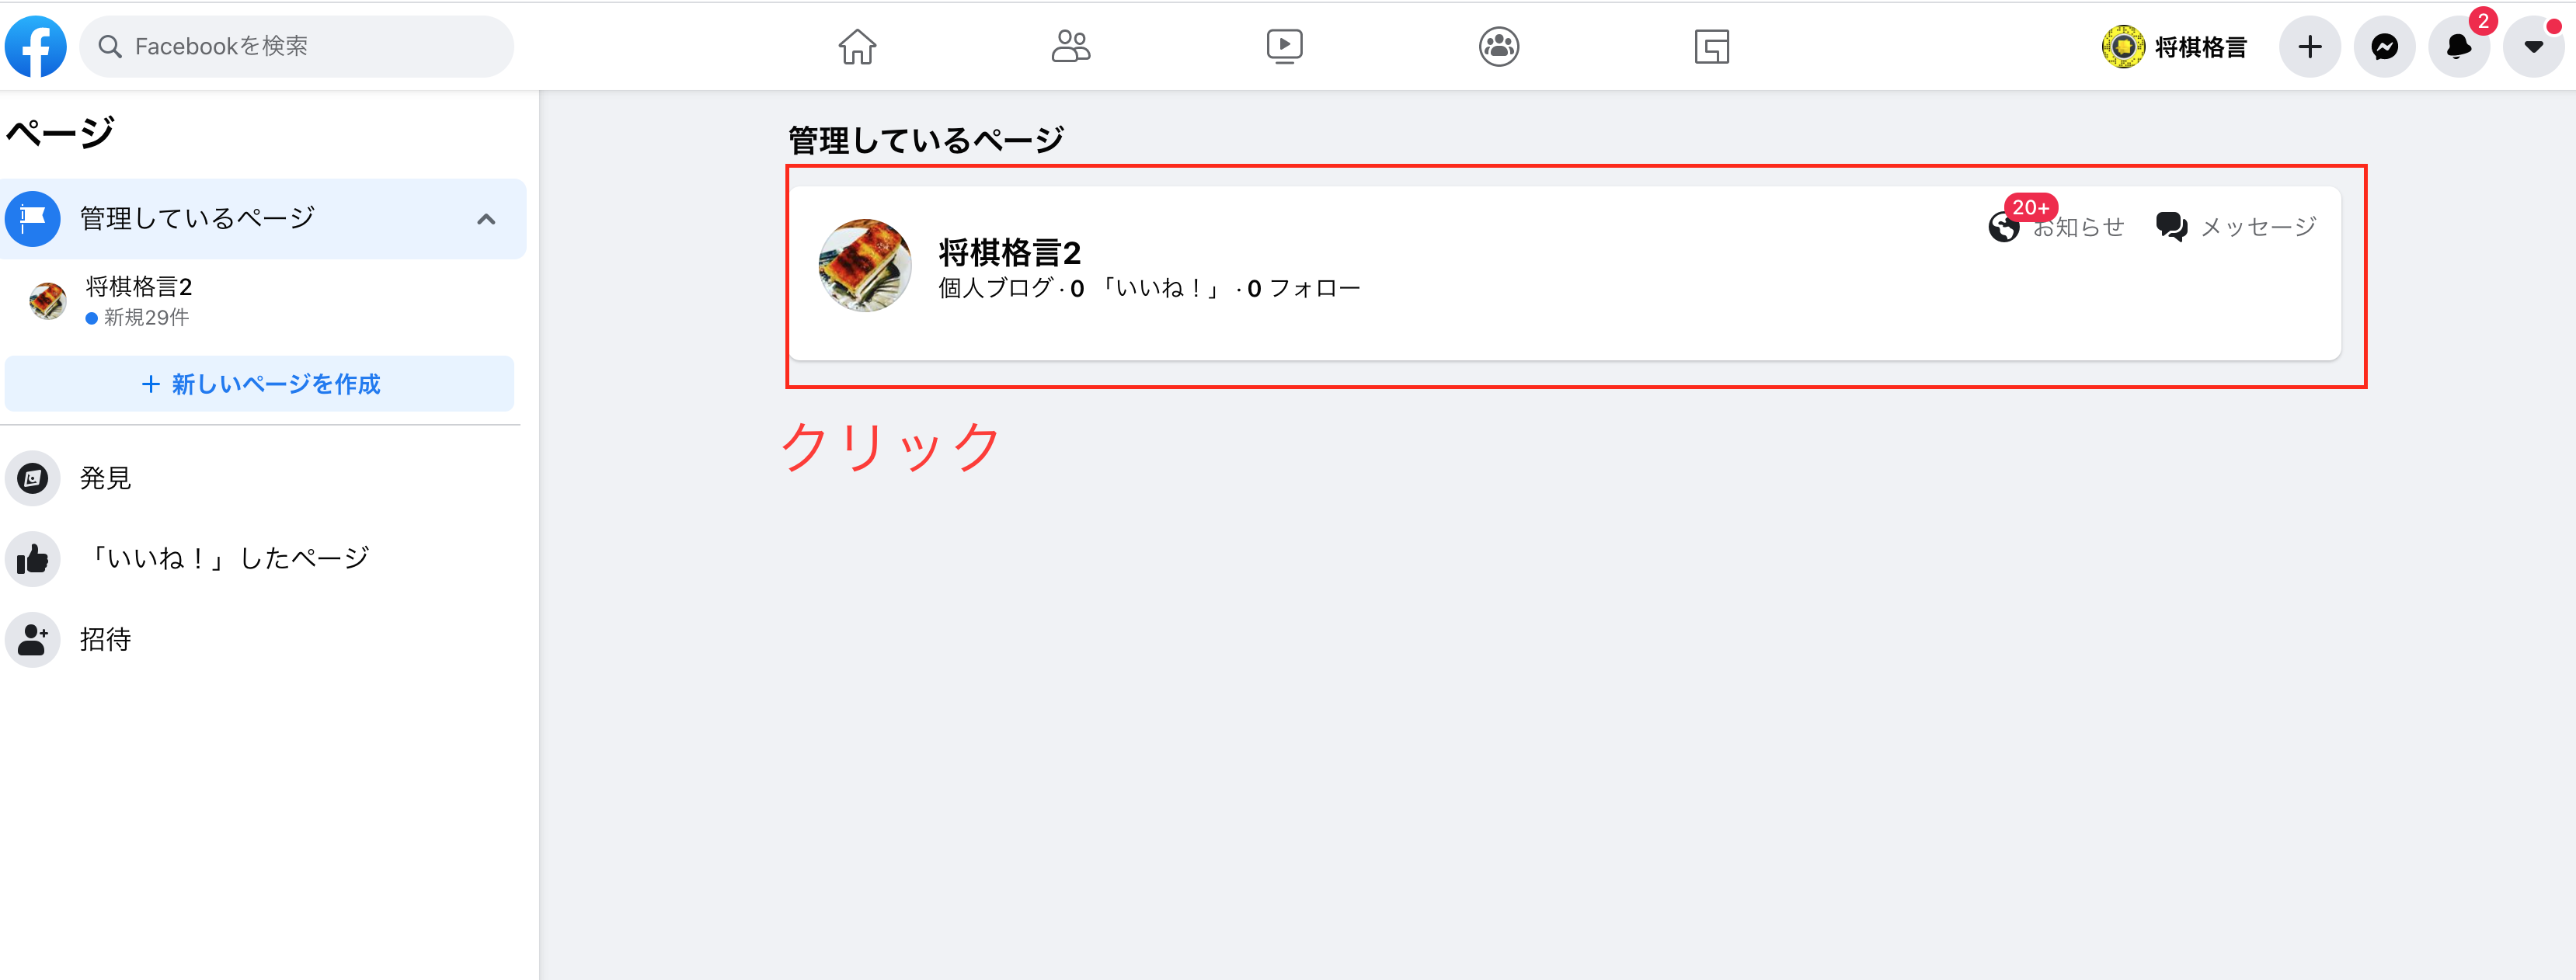 Facebookを検索
将棋格言
2
ページ
管理しているページ
将棋格言2
新規29件
+ 新しいページを作成
発見
「いいね！」したページ
招待
管理しているページ
20+
お知らせ
メッセージ
将棋格言2
個人ブログ · 0 「いいね！」 · 0 フォロー
クリック